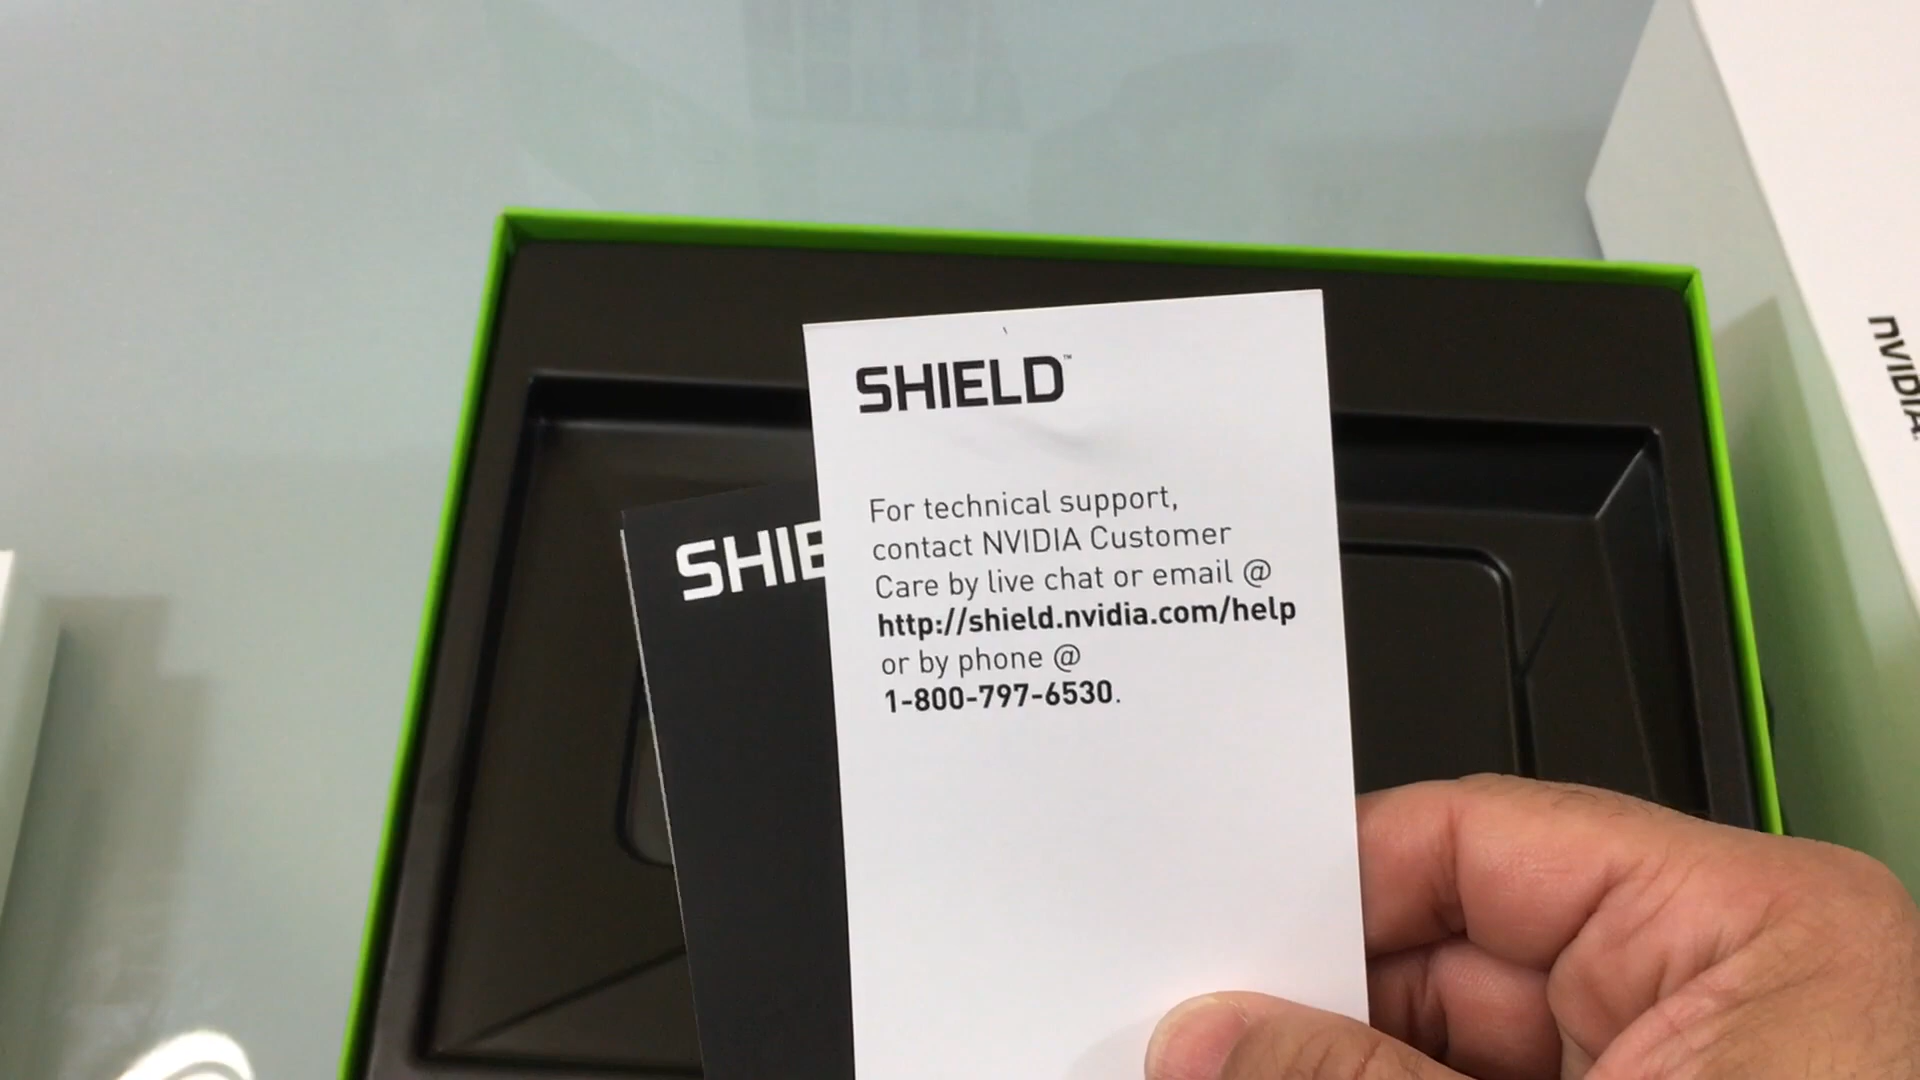 SHIELD™
For technical support,
contact NVIDIA Customer
Care by live chat or email @
http://shield.nvidia.com/help
or by phone @
1-800-797-6530.
SHIE
nVIDIA